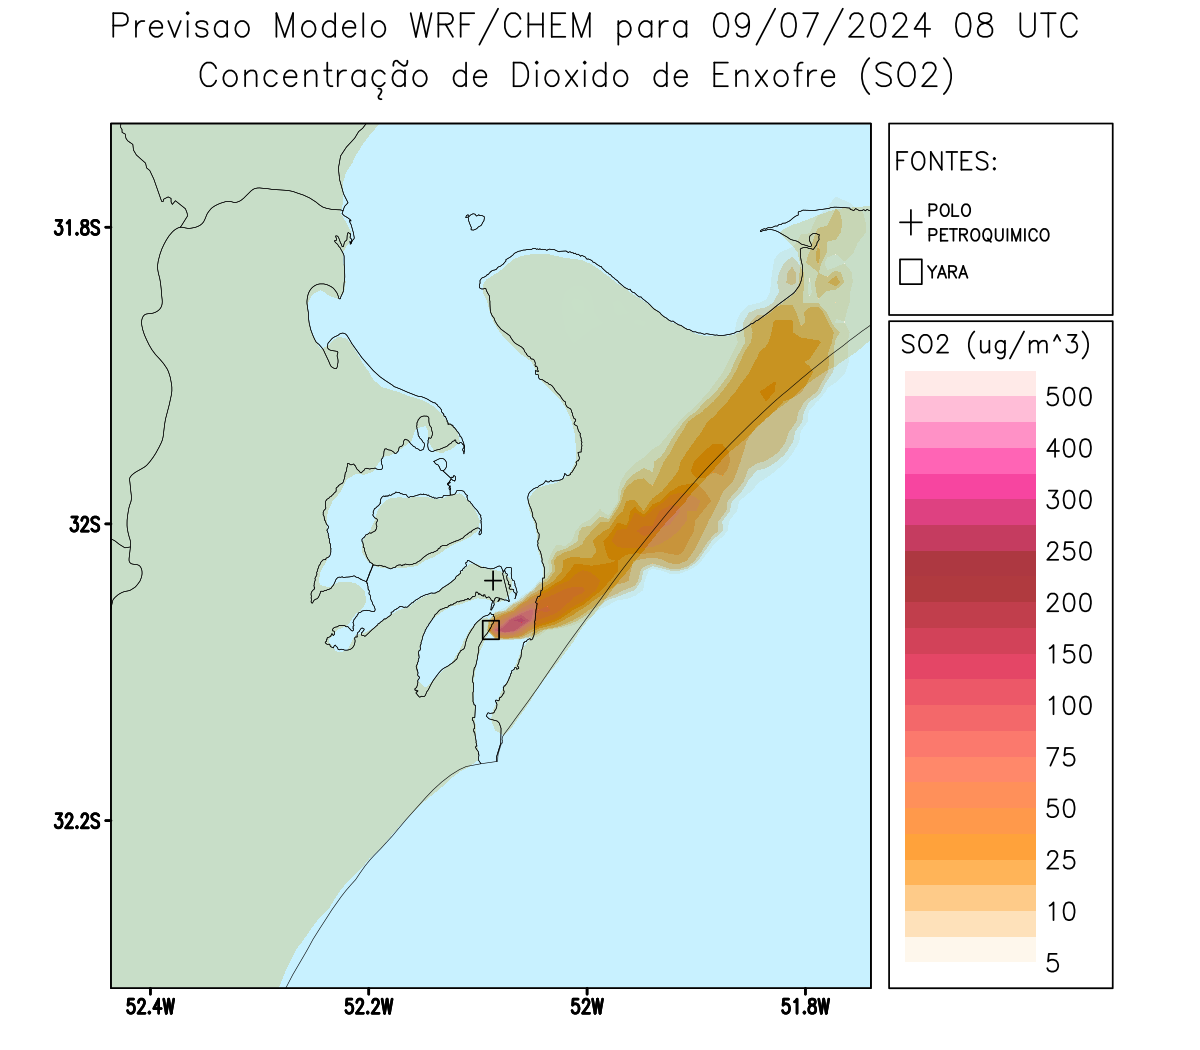 Previsao Modelo WRF/CHEM para 09/07/2024 08 UTC
Concentração de Dioxido de Enxofre (SO2)
FONTES:
POLO
PETROQUIMICO
YARA
SO2 (ug/m^3)
500
400
300
250
200
150
100
75
50
25
10
5
31.8S
32S
32.2S
52.4W
52.2W
52W
51.8W